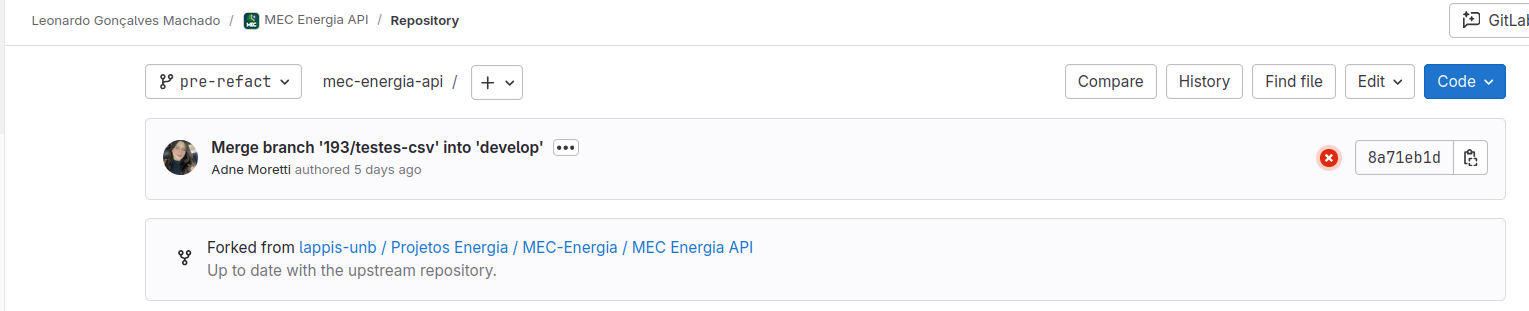 Leonardo Gonçalves Machado / MEC MEC Energia API / Repository
GitLab
pre-refact mec-energia-api / + Compare History Find file Edit Code
Merge branch '193/testes-csv' into 'develop' •••
Adne Moretti authored 5 days ago
8a71eb1d
Forked from lappis-unb / Projetos Energia / MEC-Energia / MEC Energia API
Up to date with the upstream repository.